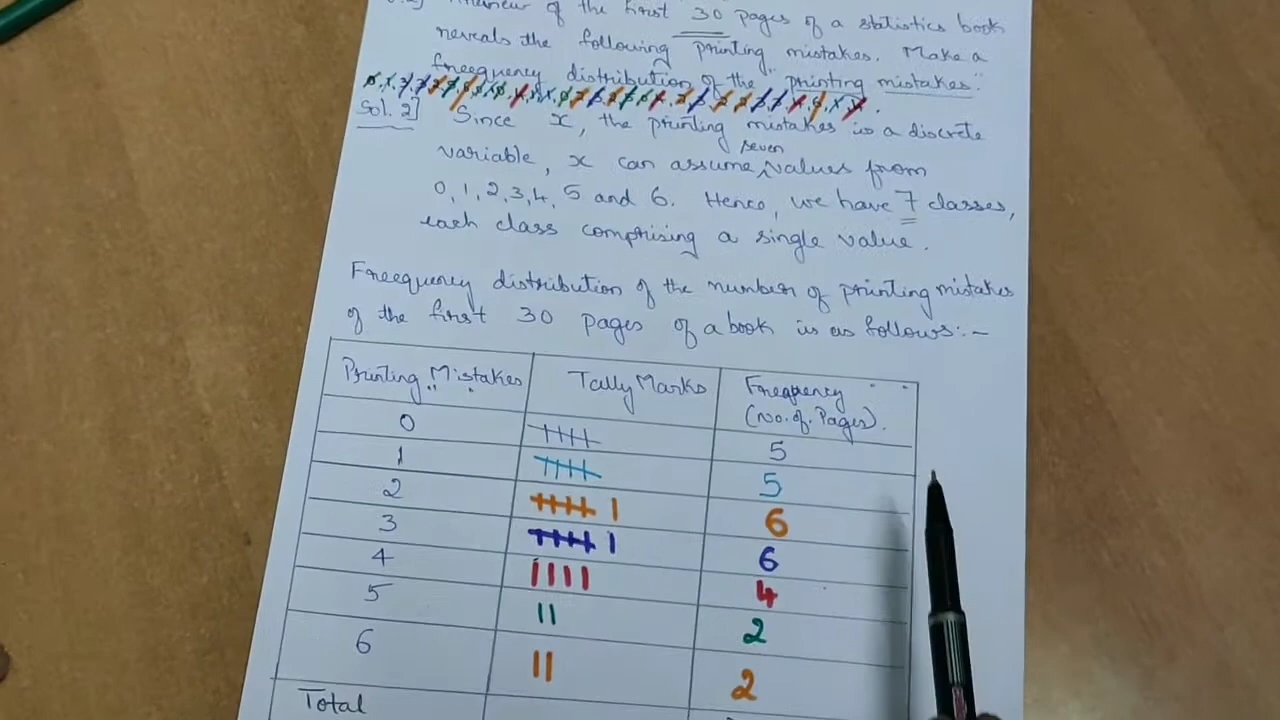 of the first 30 pages of a statistics book
reveals the following printing mistakes. Make a
freequency distribution of the "printing mistakes".
Sol. 2] Since x, the printing mistakes is a discrete
seven
variable, x can assume values from
0, 1, 2, 3, 4, 5 and 6. Hence, we have 7 classes,
each class comprising a single value.
Freequency distribution of the number of printing mistakes
of the first 30 pages of a book is as follows:-
Printing Mistakes Tally Marks Frequency
(No. of. Pages).
0 5
1 5
2 6
3 6
4 4
5 2
6 2
Total